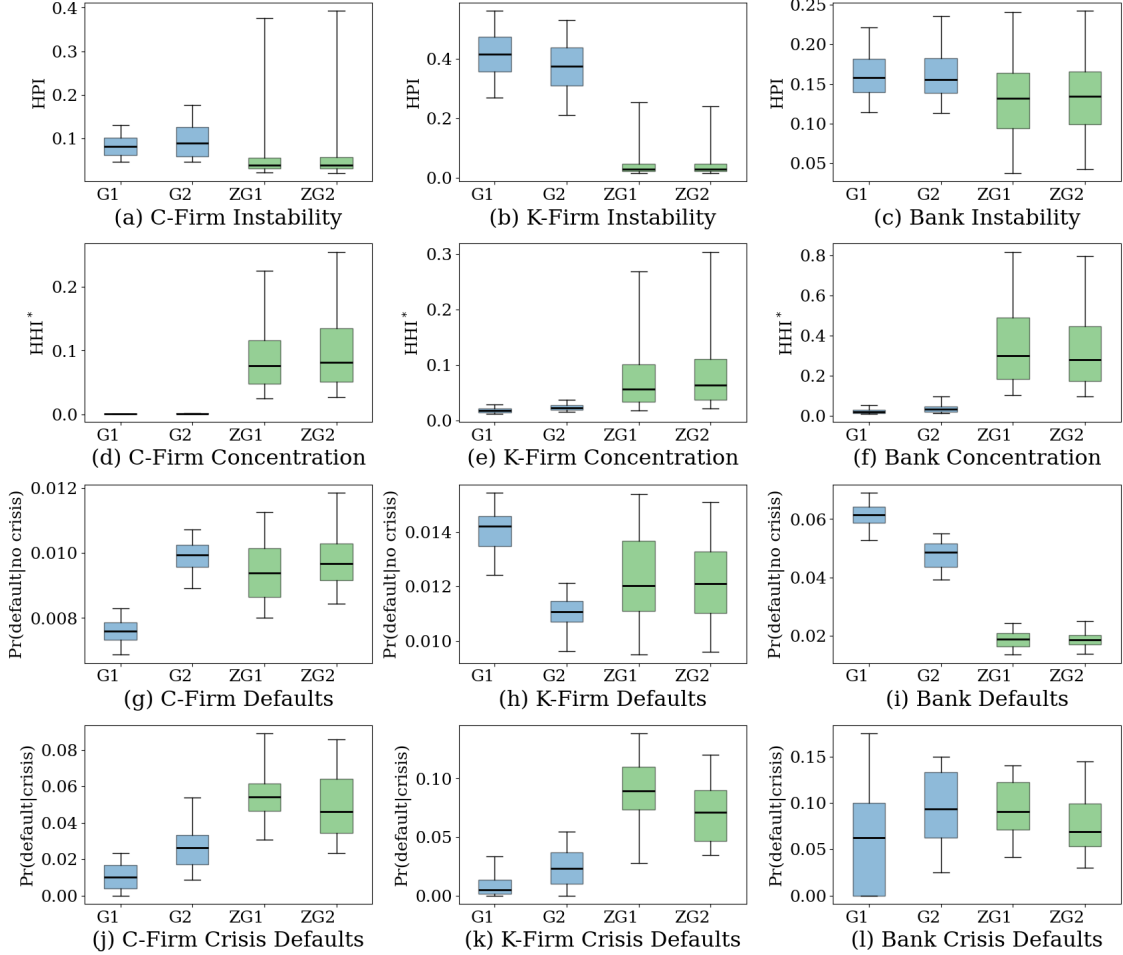 0.4
0.3
0.2
0.1
HPI
G1 G2 ZG1 ZG2
(a) C-Firm Instability
0.4
0.2
0.0
HPI
G1 G2 ZG1 ZG2
(b) K-Firm Instability
0.25
0.20
0.15
0.10
0.05
HPI
G1 G2 ZG1 ZG2
(c) Bank Instability
0.2
0.1
0.0
HHI*
G1 G2 ZG1 ZG2
(d) C-Firm Concentration
0.3
0.2
0.1
0.0
HHI*
G1 G2 ZG1 ZG2
(e) K-Firm Concentration
0.8
0.6
0.4
0.2
0.0
HHI*
G1 G2 ZG1 ZG2
(f) Bank Concentration
0.012
0.010
0.008
Pr(default|no crisis)
G1 G2 ZG1 ZG2
(g) C-Firm Defaults
0.014
0.012
0.010
Pr(default|no crisis)
G1 G2 ZG1 ZG2
(h) K-Firm Defaults
0.06
0.04
0.02
Pr(default|no crisis)
G1 G2 ZG1 ZG2
(i) Bank Defaults
0.08
0.06
0.04
0.02
0.00
Pr(default|crisis)
G1 G2 ZG1 ZG2
(j) C-Firm Crisis Defaults
0.10
0.05
0.00
Pr(default|crisis)
G1 G2 ZG1 ZG2
(k) K-Firm Crisis Defaults
0.15
0.10
0.05
0.00
Pr(default|crisis)
G1 G2 ZG1 ZG2
(l) Bank Crisis Defaults